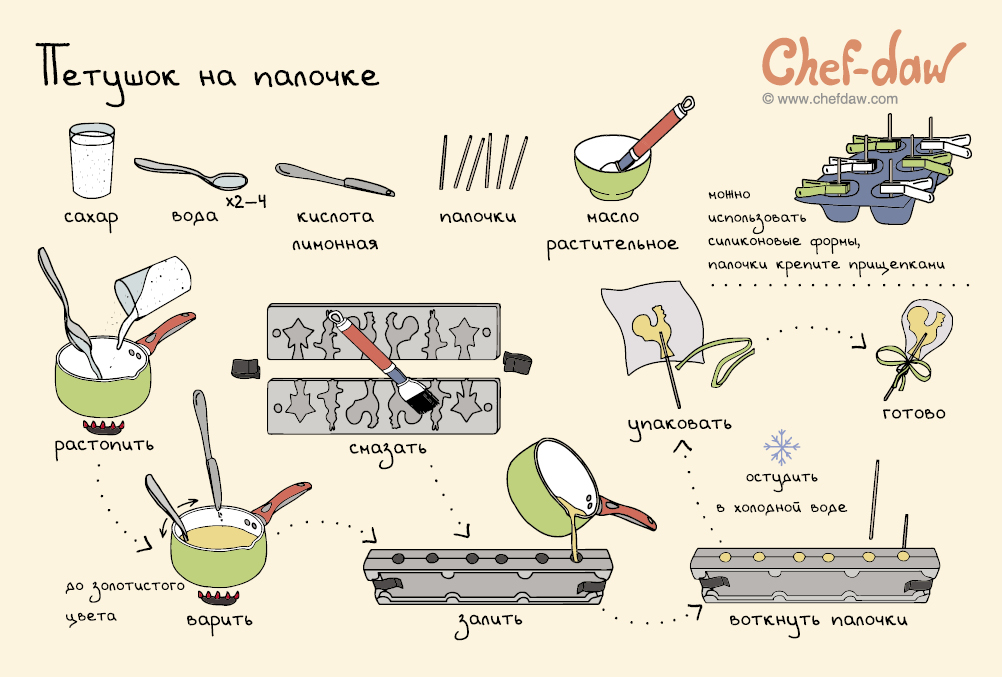 Петушок на палочке
Chef-daw
© www.chefdaw.com
сахар
вода
x2–4
кислота
лимонная
палочки
масло
растительное
можно
использовать
силиконовые формы,
палочки крепите прищепками
растопить
смазать
упаковать
готово
остудить
в холодной воде
до золотистого
цвета
варить
залить
воткнуть палочки